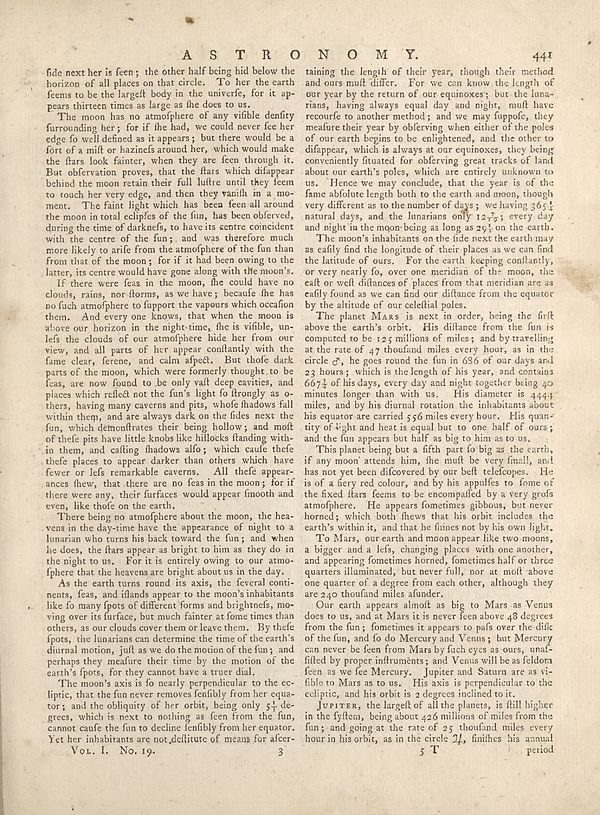 A S T R O N O M Y. 441
ſide next her is ſeen; the other half being hid below the
horizon of all places on that circle. To her the earth
ſeems to be the largeſt body in the univerſe, for it ap-
pears thirteen times as large as ſhe does to us.
The moon has no atmoſphere of any viſible denſity
ſurrounding her; for if ſhe had, we could never ſee her
edge ſo well defined as it appears; but there would be a
ſort of a miſt or hazineſs around her, which would make
the ſtars look fainter, when they are ſeen through it.
But obſervation proves, that the ſtars which diſappear
behind the moon retain their full luſtre until they ſeem
to touch her very edge, and then they vaniſh in a mo-
ment. The faint light which has been ſeen all around
the moon in total eclipſes of the ſun, has been obſerved,
during the time of darkneſs, to have its centre coincident
with the centre of the ſun; and was therefore much
more likely to ariſe from the atmoſphere of the ſun than
from that of the moon; for if it had been owing to the
latter, its centre would have gone along with the moon's.
If there were ſeas in the moon, ſhe could have no
clouds, rains, nor ſtorms, as we have; becauſe ſhe has
no ſuch atmoſphere to ſupport the vapours which occaſion
them. And every one knows, that when the moon is
above our horizon in the night-time, ſhe is viſible, un-
leſs the clouds of our atmoſphere hide her from our
view, and all parts of her appear conſtantly with the
ſame clear, ſerene, and calm aſpect. But thoſe dark
parts of the moon, which were formerly thought to be
ſeas, are now found to be only vaſt deep cavities, and
places which reflect not the ſun's light ſo ſtrongly as o-
thers, having many caverns and pits, whoſe ſhadows fall
within them, and are always dark on the ſides next the
ſun, which demonſtrates their being hollow; and moſt
of theſe pits have little knobs like hillocks ſtanding with-
in them, and caſting ſhadows alſo; which cauſe theſe
theſe places to appear darker than others which have
fewer or leſs remarkable caverns. All theſe appear-
ances ſhew, that there are no ſeas in the moon; for if
there were any, their ſurfaces would appear ſmooth and
even, like thoſe on the earth.
There being no atmoſphere about the moon, the hea-
vens in the day-time have the appearance of night to a
lunarian who turns his back toward the ſun; and when
he does, the ſtars appear as bright to him as they do in
the night to us. For it is entirely owing to our atmo-
ſphere that the heavens are bright about us in the day.
As the earth turns round its axis, the ſeveral conti-
nents, ſeas, and iſlands appear to the moon's inhabitants
like ſo many ſpots of different forms and brightneſs, mo-
ving over its ſurface, but much fainter at ſome times than
others, as our clouds cover them or leave them. By theſe
ſpots, the lunarians can determine the time of the earth's
diurnal motion, juſt as we do the motion of the ſun; and
perhaps they meaſure their time by the motion of the
earth's ſpots, for they cannot have a truer dial.
The moon's axis is ſo nearly perpendicular to the ec-
liptic, that the ſun never removes ſenſibly from her equa-
tor; and the obliquity of her orbit, being only 5⅓ de-
grees, which is next to nothing as ſeen from the ſun,
cannot cauſe the ſun to decline ſenſibly from her equator.
Yet her inhabitants are not deſtitute of means for aſcer-
VOL. I. No. 19. 3
taining the length of their year, though their method
and ours muſt differ. For we can know the length of
our year by the return of our equinoxes; but the luna-
rians, having always equal day and night, muſt have
recourſe to another method; and we may ſuppoſe, they
meaſure their year by obſerving when either of the poles
of our earth begins to be enlightened, and the other to
diſappear, which is always at our equinoxes, they being
conveniently ſituated for obſerving great tracks of land
about our earth's poles, which are entirely unknown to
us. Hence we may conclude, that the year is of the
ſame abſolute length both to the earth and moon, though
very different as to the number of days; we having 365¼
natural days, and the lunarians only 12 7/19; every day
and night in the moon being as long as 29½ on the earth.
The moon's inhabitants on the ſide next the earth may
as eaſily find the longitude of their places as we can find
the latitude of ours. For the earth keeping conſtantly,
or very nearly ſo, over one meridian of the moon, the
eaſt or weſt diſtances of places from that meridian are as
eaſily found as we can find our diſtance from the equator
by the altitude of our celeſtial poles.
The planet MARS is next in order, being the firſt
above the earth's orbit. His diſtance from the ſun is
computed to be 125 millions of miles; and by travelling
at the rate of 47 thouſand miles every hour, as in the
circle ♂, he goes round the ſun in 686 of our days and
23 hours; which is the length of his year, and contains
667¼ of his days, every day and night together being 40
minutes longer than with us. His diameter is 4444
miles, and by his diurnal rotation the inhabitants about
his equator are carried 556 miles every hour. His quan-
tity of light and heat is equal but to one half of ours;
and the ſun appears but half as big to him as to us.
This planet being but a fifth part ſo big as the earth,
if any moon attends him, ſhe muſt be very ſmall, and
has not yet been diſcovered by our beſt teleſcopes. He
is of a fiery red colour, and by his appulſes to ſome of
the fixed ſtars ſeems to be encompaſſed by a very groſs
atmoſphere. He appears ſometimes gibbous, but never
horned; which both ſhews that his orbit includes the
earth's within it, and that he ſhines not by his own light.
To Mars, our earth and moon appear like two moons,
a bigger and a leſs, changing places with one another,
and appearing ſometimes horned, ſometimes half or three
quarters illuminated, but never full, nor at moſt above
one quarter of a degree from each other, although they
are 240 thouſand miles aſunder.
Our earth appears almoſt as big to Mars as Venus
does to us, and at Mars it is never ſeen above 48 degrees
from the ſun; ſometimes it appears to paſs over the diſk
of the ſun, and ſo do Mercury and Venus; but Mercury
can never be ſeen from Mars by ſuch eyes as ours, unaſ-
ſiſted by proper inſtruments; and Venus will be as ſeldom
ſeen as we ſee Mercury. Jupiter and Saturn are as vi-
ſible to Mars as to us. His axis is perpendicular to the
ecliptic, and his orbit is 2 degrees inclined to it.
JUPITER, the largeſt of all the planets, is ſtill higher
in the ſyſtem, being about 426 millions of miles from the
ſun; and going at the rate of 25 thouſand miles every
hour in his orbit, as in the circle ♃, finiſhes his annual
5 T period